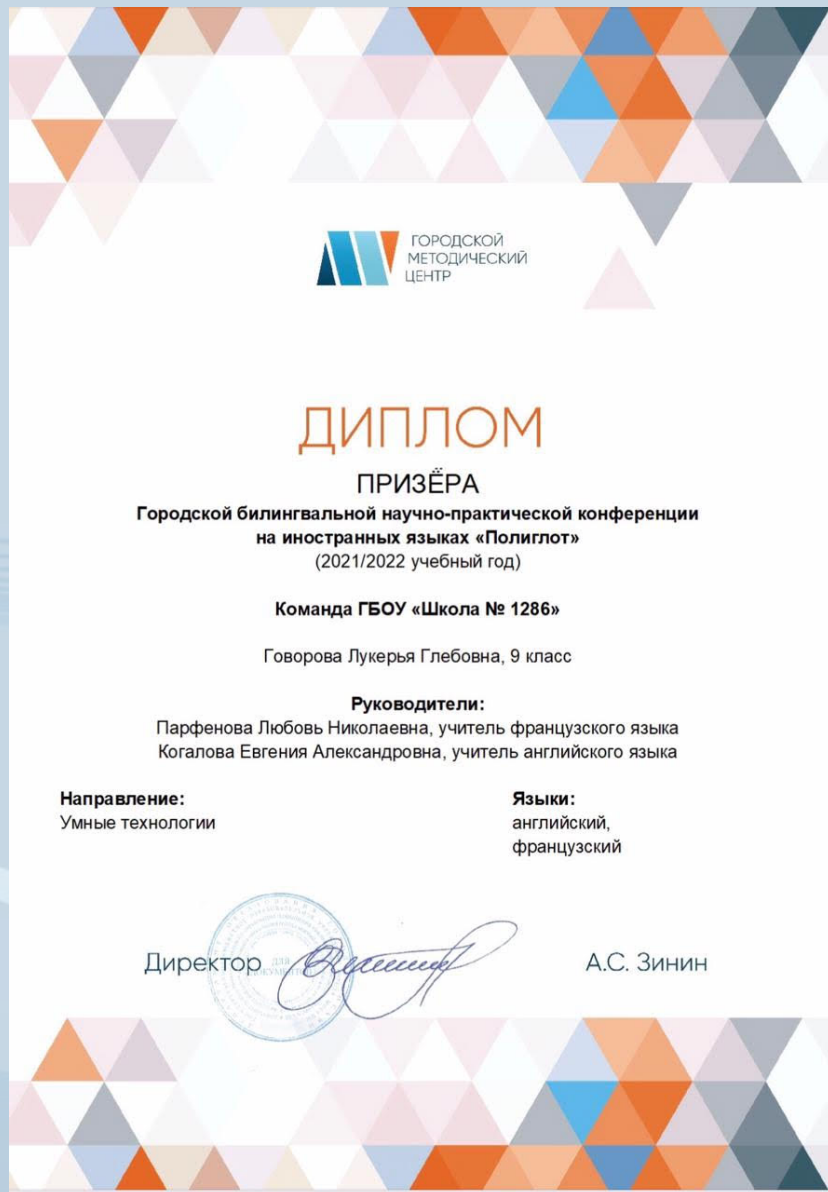 ГОРОДСКОЙ
МЕТОДИЧЕСКИЙ
ЦЕНТР
ДИПЛОМ
ПРИЗЁРА
Городской билингвальной научно-практической конференции
на иностранных языках «Полиглот»
(2021/2022 учебный год)
Команда ГБОУ «Школа № 1286»
Говорова Лукерья Глебовна, 9 класс
Руководители:
Парфенова Любовь Николаевна, учитель французского языка
Когалова Евгения Александровна, учитель английского языка
Направление:
Умные технологии
Языки:
английский,
французский
Директор
для
документов
А.С. Зинин